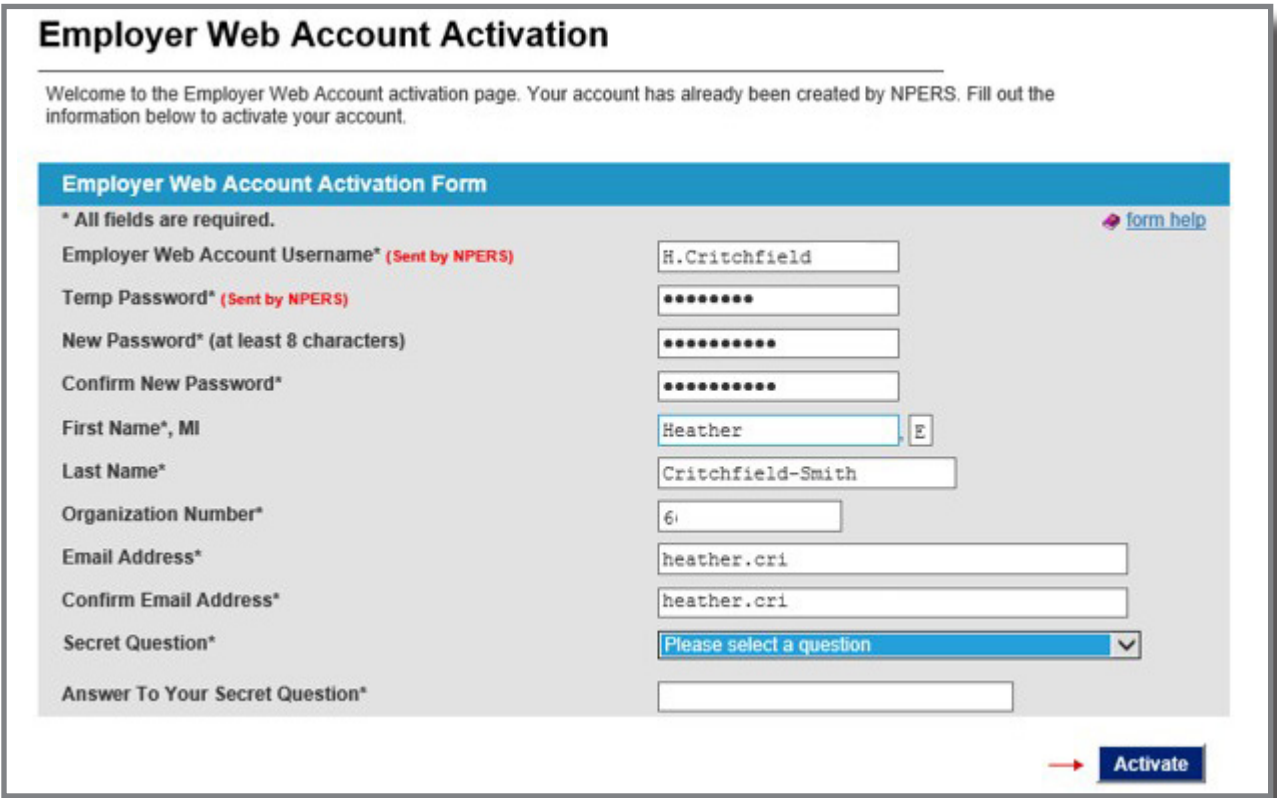 Employer Web Account Activation
Welcome to the Employer Web Account activation page. Your account has already been created by NPERS. Fill out the
information below to activate your account.
Employer Web Account Activation Form
* All fields are required. form help
Employer Web Account Username* (Sent by NPERS) H.Critchfield
Temp Password* (Sent by NPERS) ••••••••
New Password* (at least 8 characters) ••••••••••
Confirm New Password* ••••••••••
First Name*, MI Heather , E
Last Name* Critchfield-Smith
Organization Number* 6
Email Address* heather.cri
Confirm Email Address* heather.cri
Secret Question* Please select a question
Answer To Your Secret Question*
Activate